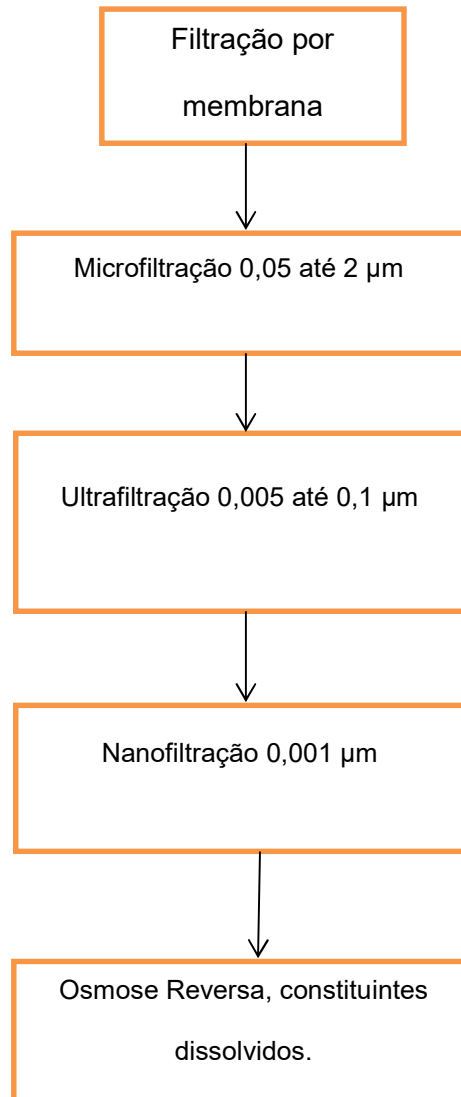 Filtração por
membrana
Microfiltração 0,05 até 2 µm
Ultrafiltração 0,005 até 0,1 µm
Nanofiltração 0,001 µm
Osmose Reversa, constituintes
dissolvidos.